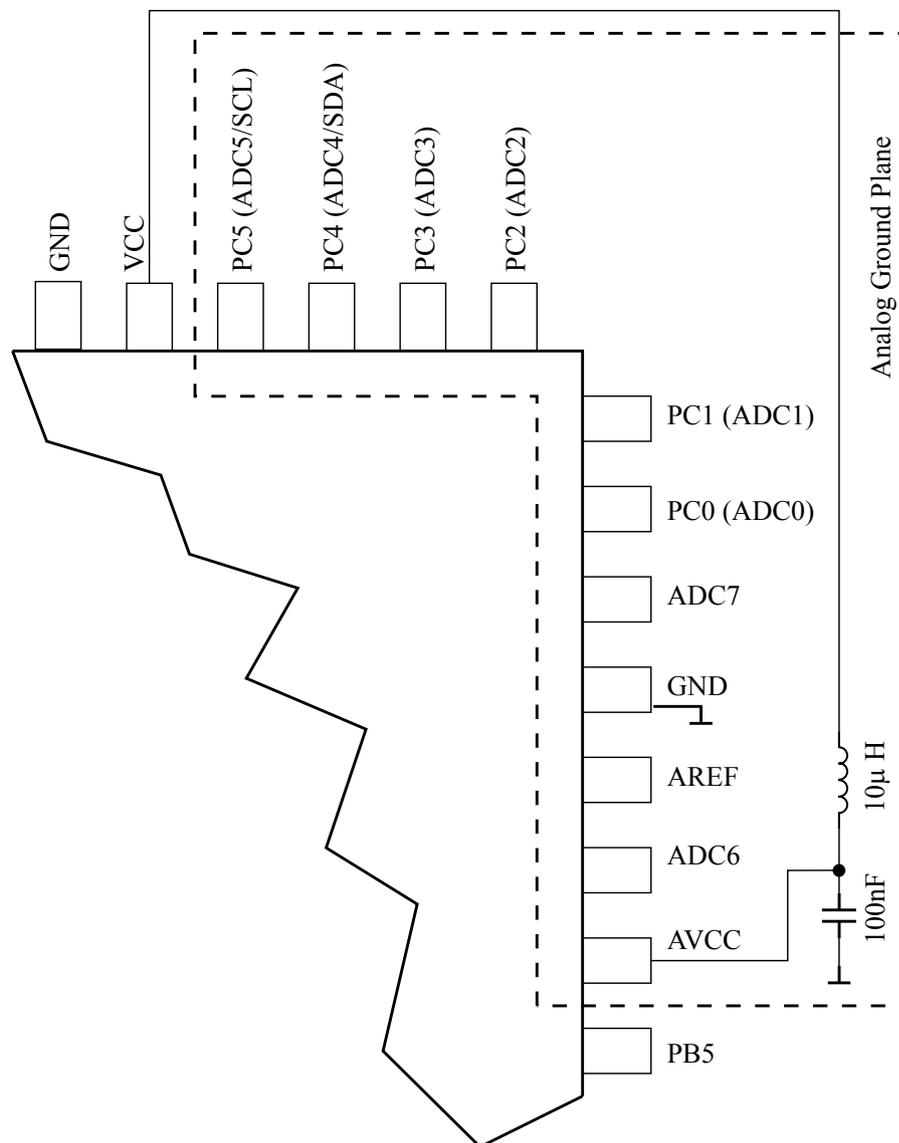 GND
VCC
PC5 (ADC5/SCL)
PC4 (ADC4/SDA)
PC3 (ADC3)
PC2 (ADC2)
Analog Ground Plane
PC1 (ADC1)
PC0 (ADC0)
ADC7
GND
AREF
10µ H
ADC6
100nF
AVCC
PB5